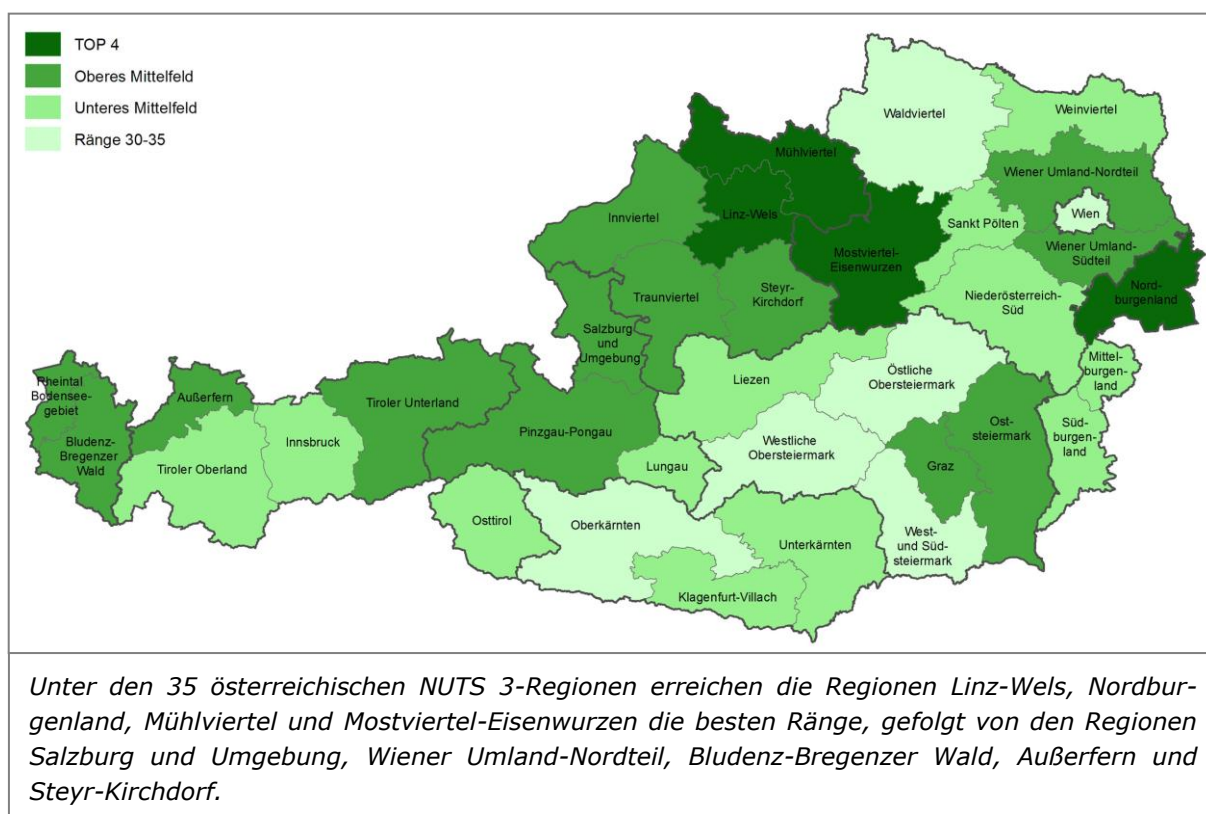 TOP 4
Oberes Mittelfeld
Unteres Mittelfeld
Ränge 30-35
Waldviertel
Weinviertel
Mühlviertel
Wiener Umland-Nordteil
Innviertel
Linz-Wels
Wien
Sankt Pölten
Mostviertel-
Eisenwurzen
Wiener Umland-
Südteil
Nord-
burgenland
Steyr-
Kirchdorf
Traunviertel
Niederösterreich-
Süd
Salzburg
und
Umgebung
Mittel-
burgen-
land
Rheintal
Bodensee-
gebiet
Außerfern
Tiroler Unterland
Liezen
Östliche
Obersteiermark
Bludenz-
Bregenzer
Wald
Innsbruck
Pinzgau-Pongau
Ost-
steiermark
Süd-
burgen-
land
Tiroler Oberland
Westliche
Obersteiermark
Lungau
Graz
Osttirol
Oberkärnten
Unterkärnten
West-
und Süd-
steiermark
Klagenfurt-Villach
Unter den 35 österreichischen NUTS 3-Regionen erreichen die Regionen Linz-Wels, Nordbur-
genland, Mühlviertel und Mostviertel-Eisenwurzen die besten Ränge, gefolgt von den Regionen
Salzburg und Umgebung, Wiener Umland-Nordteil, Bludenz-Bregenzer Wald, Außerfern und
Steyr-Kirchdorf.